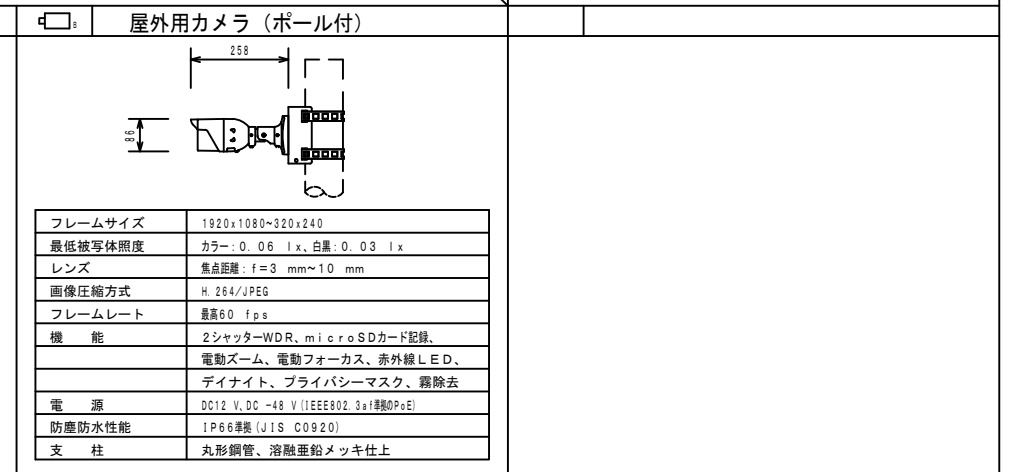 B 屋外用カメラ（ポール付）
258
86
フレームサイズ 1920x1080~320x240
最低被写体照度 カラー：0．06 lx、白黒：0．03 lx
レンズ 焦点距離：f＝3 mm~10 mm
画像圧縮方式 H.264/JPEG
フレームレート 最高60 fps
機 能 2シャッターWDR、microSDカード記録、
電動ズーム、電動フォーカス、赤外線LED、
デイナイト、プライバシーマスク、霧除去
電 源 DC12 V、DC -48 V(IEEE802.3af準拠のPoE)
防塵防水性能 IP66準拠(JIS C0920)
支 柱 丸形鋼管、溶融亜鉛メッキ仕上